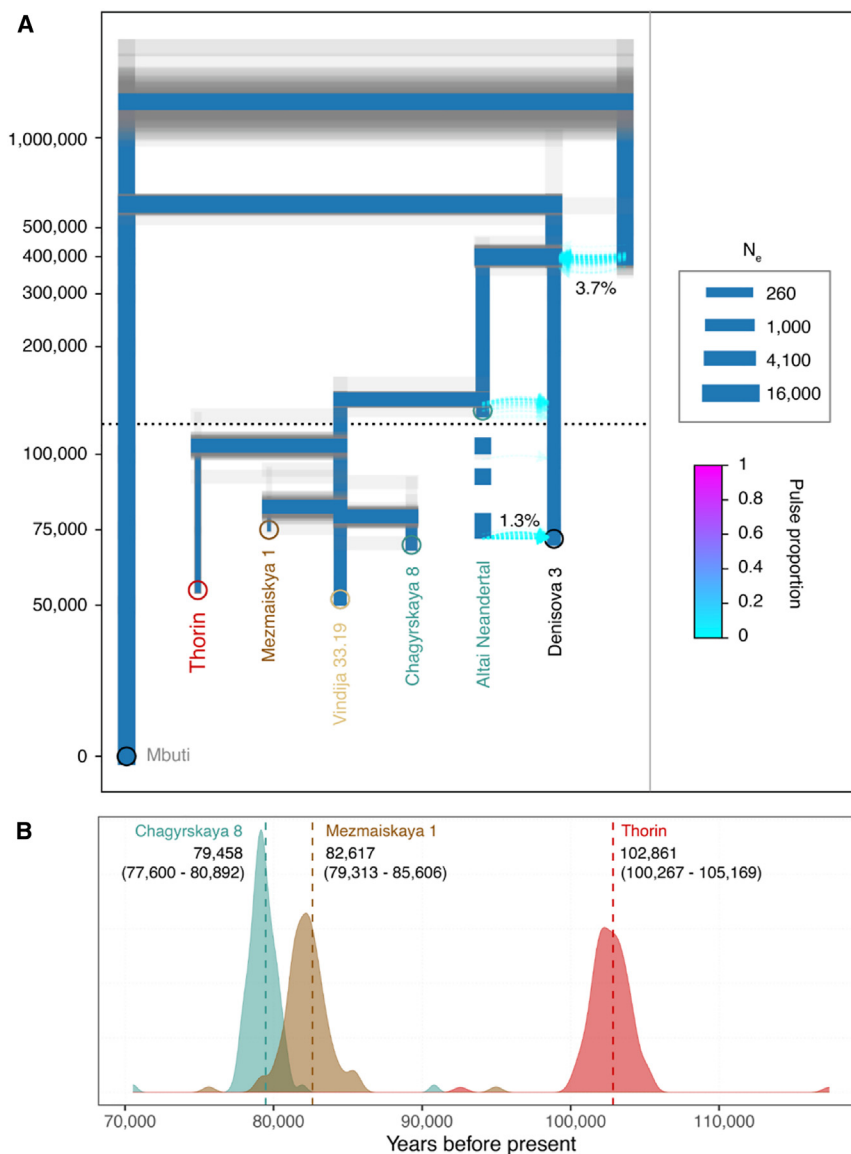 A
1,000,000
500,000
400,000
300,000
200,000
100,000
75,000
50,000
0
3.7%
1.3%
Thorin
Mezmaiskya 1
Vindija 33.19
Chagyrskaya 8
Altai Neandertal
Denisova 3
Mbuti
Ne
260
1,000
4,100
16,000
1
0.8
0.6
0.4
0.2
0
Pulse proportion
B
Chagyrskaya 8
79,458
(77,600 - 80,892)
Mezmaiskaya 1
82,617
(79,313 - 85,606)
Thorin
102,861
(100,267 - 105,169)
70,000
80,000
90,000
100,000
110,000
Years before present